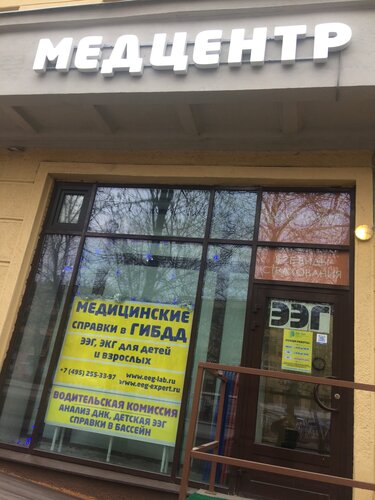 МЕДЦЕНТР
МЕДИЦИНСКИЕ
СПРАВКИ в ГИБДД
ЭЭГ, ЭКГ для детей
и взрослых
+7 (495) 255-33-97
www.eeg-lab.ru
www.eeg-expert.ru
ВОДИТЕЛЬСКАЯ КОМИССИЯ
АНАЛИЗ ДНК, ДЕТСКАЯ ЭЭГ
СПРАВКИ В БАССЕЙН
СТРАХОВАНИЯ
ЭЭГ